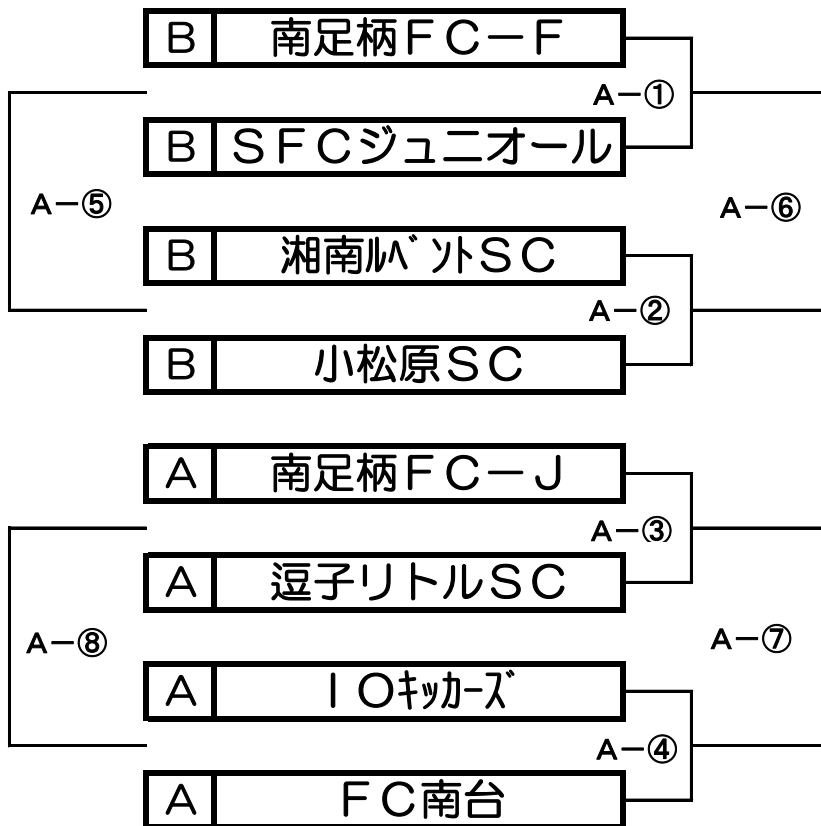 B 南足柄FC－F
A－①
B SFCジュニオール
A－⑤
A－⑥
B 湘南ﾙﾍﾞﾝﾄSC
A－②
B 小松原SC
A 南足柄FC－J
A－③
A 逗子リトルSC
A－⑧
A－⑦
A IOｷｯｶｰｽﾞ
A－④
A FC南台